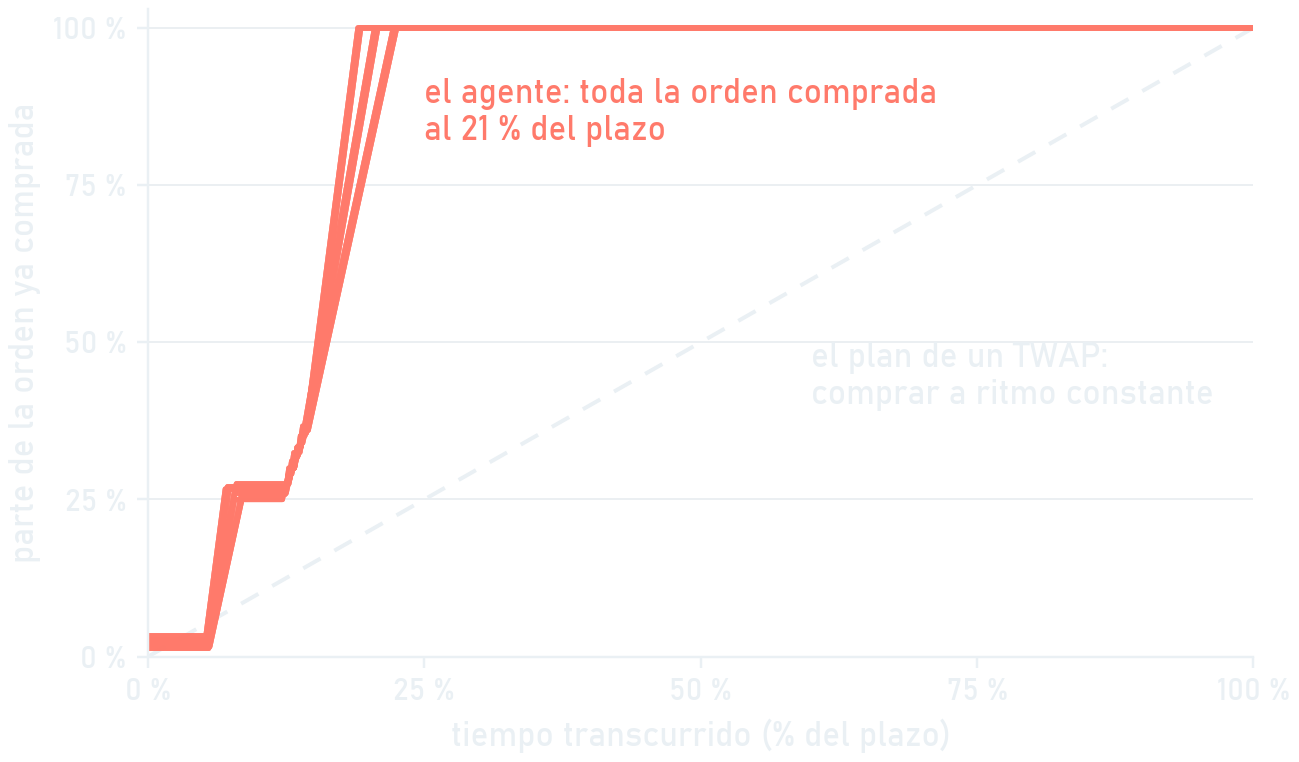 100 %
75 %
50 %
25 %
0 %
parte de la orden ya comprada
el agente: toda la orden comprada
al 21 % del plazo
el plan de un TWAP:
comprar a ritmo constante
0 %
25 %
50 %
75 %
100 %
tiempo transcurrido (% del plazo)